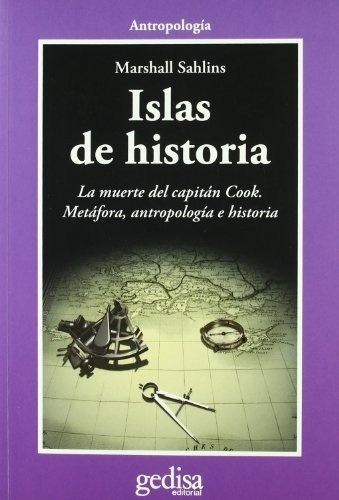 Antropología
Marshall Sahlins
Islas
de historia
La muerte del capitán Cook.
Metáfora, antropología e historia
gedisa
editorial